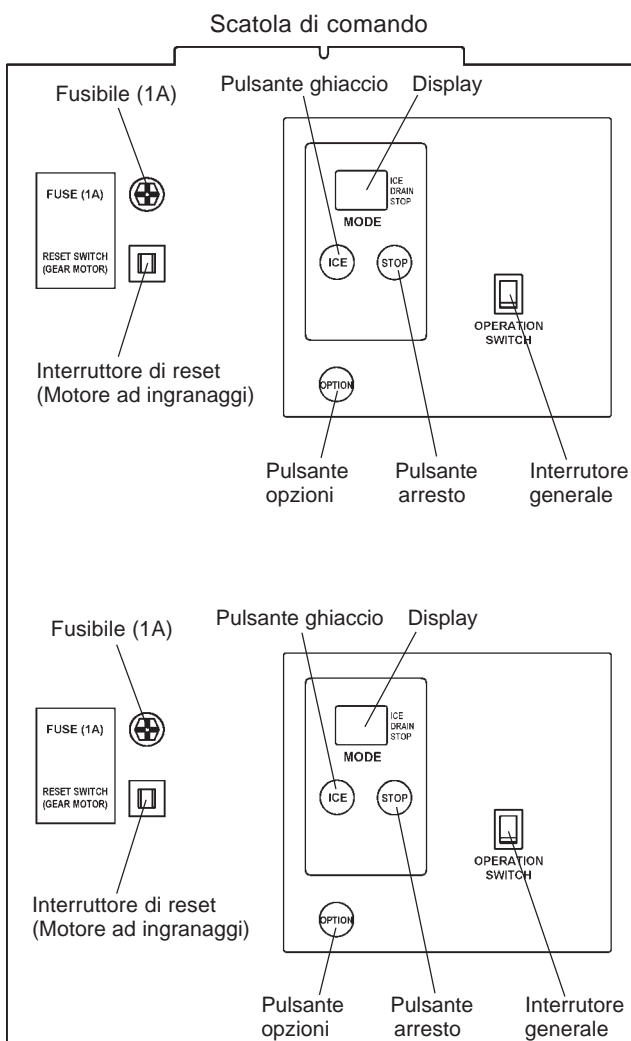 Scatola di comando
Fusibile (1A)
Pulsante ghiaccio
Display
FUSE (1A)
RESET SWITCH
(GEAR MOTOR)
ICE
DRAIN
STOP
MODE
ICE
STOP
OPERATION
SWITCH
OPTION
Interruttore di reset
(Motore ad ingranaggi)
Pulsante
opzioni
Pulsante
arresto
Interrutore
generale
Fusibile (1A)
Pulsante ghiaccio
Display
FUSE (1A)
RESET SWITCH
(GEAR MOTOR)
ICE
DRAIN
STOP
MODE
ICE
STOP
OPERATION
SWITCH
OPTION
Interruttore di reset
(Motore ad ingranaggi)
Pulsante
opzioni
Pulsante
arresto
Interrutore
generale